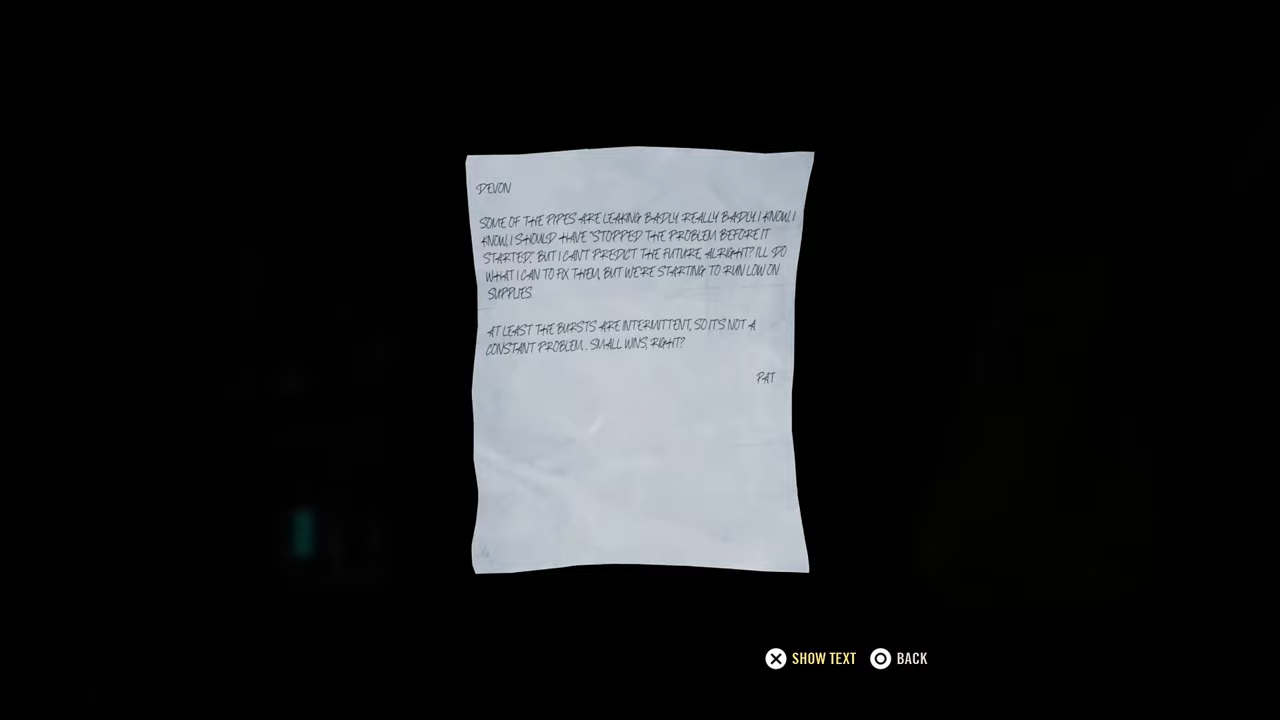 DEVON
SOME OF THE PIPES ARE LEAKING BADLY. REALLY BADLY. I KNOW, I
KNOW, I SHOULD HAVE "STOPPED THE PROBLEM BEFORE IT
STARTED," BUT I CAN'T PREDICT THE FUTURE, ALRIGHT? I'LL DO
WHAT I CAN TO FIX THEM, BUT WE'RE STARTING TO RUN LOW ON
SUPPLIES.
AT LEAST THE BURSTS ARE INTERMITTENT, SO IT'S NOT A
CONSTANT PROBLEM. SMALL WINS, RIGHT?
PAT
SHOW TEXT BACK